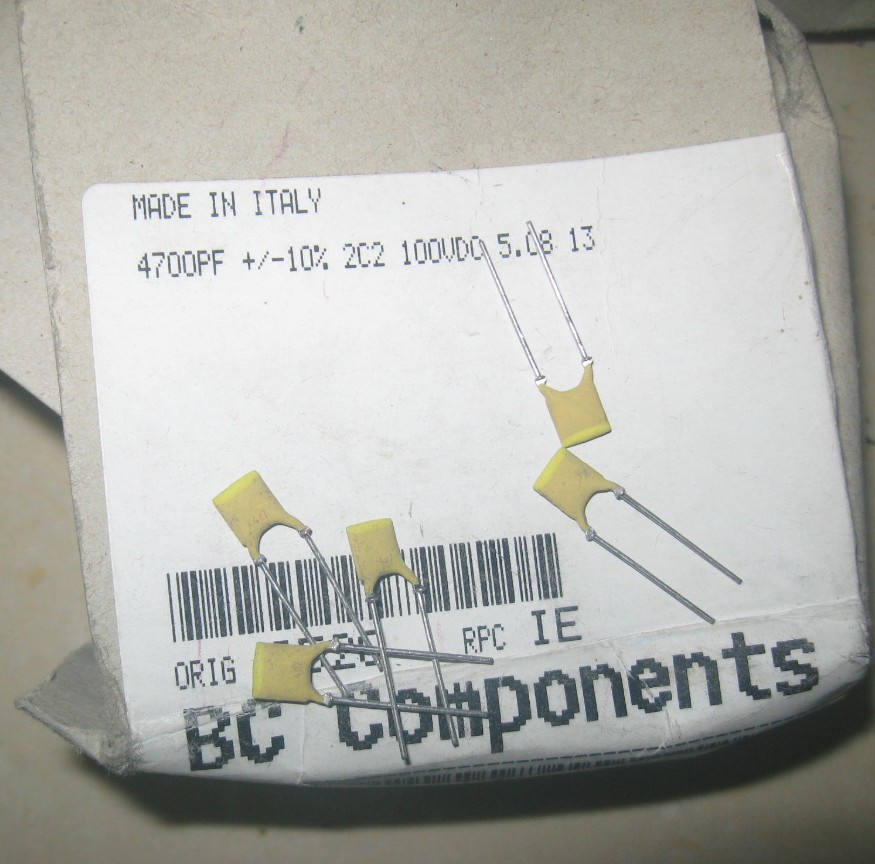 MADE IN ITALY
4700PF +/-10% 2C2 100VDC 5.08 13
ORIG RPC IE
BC Components